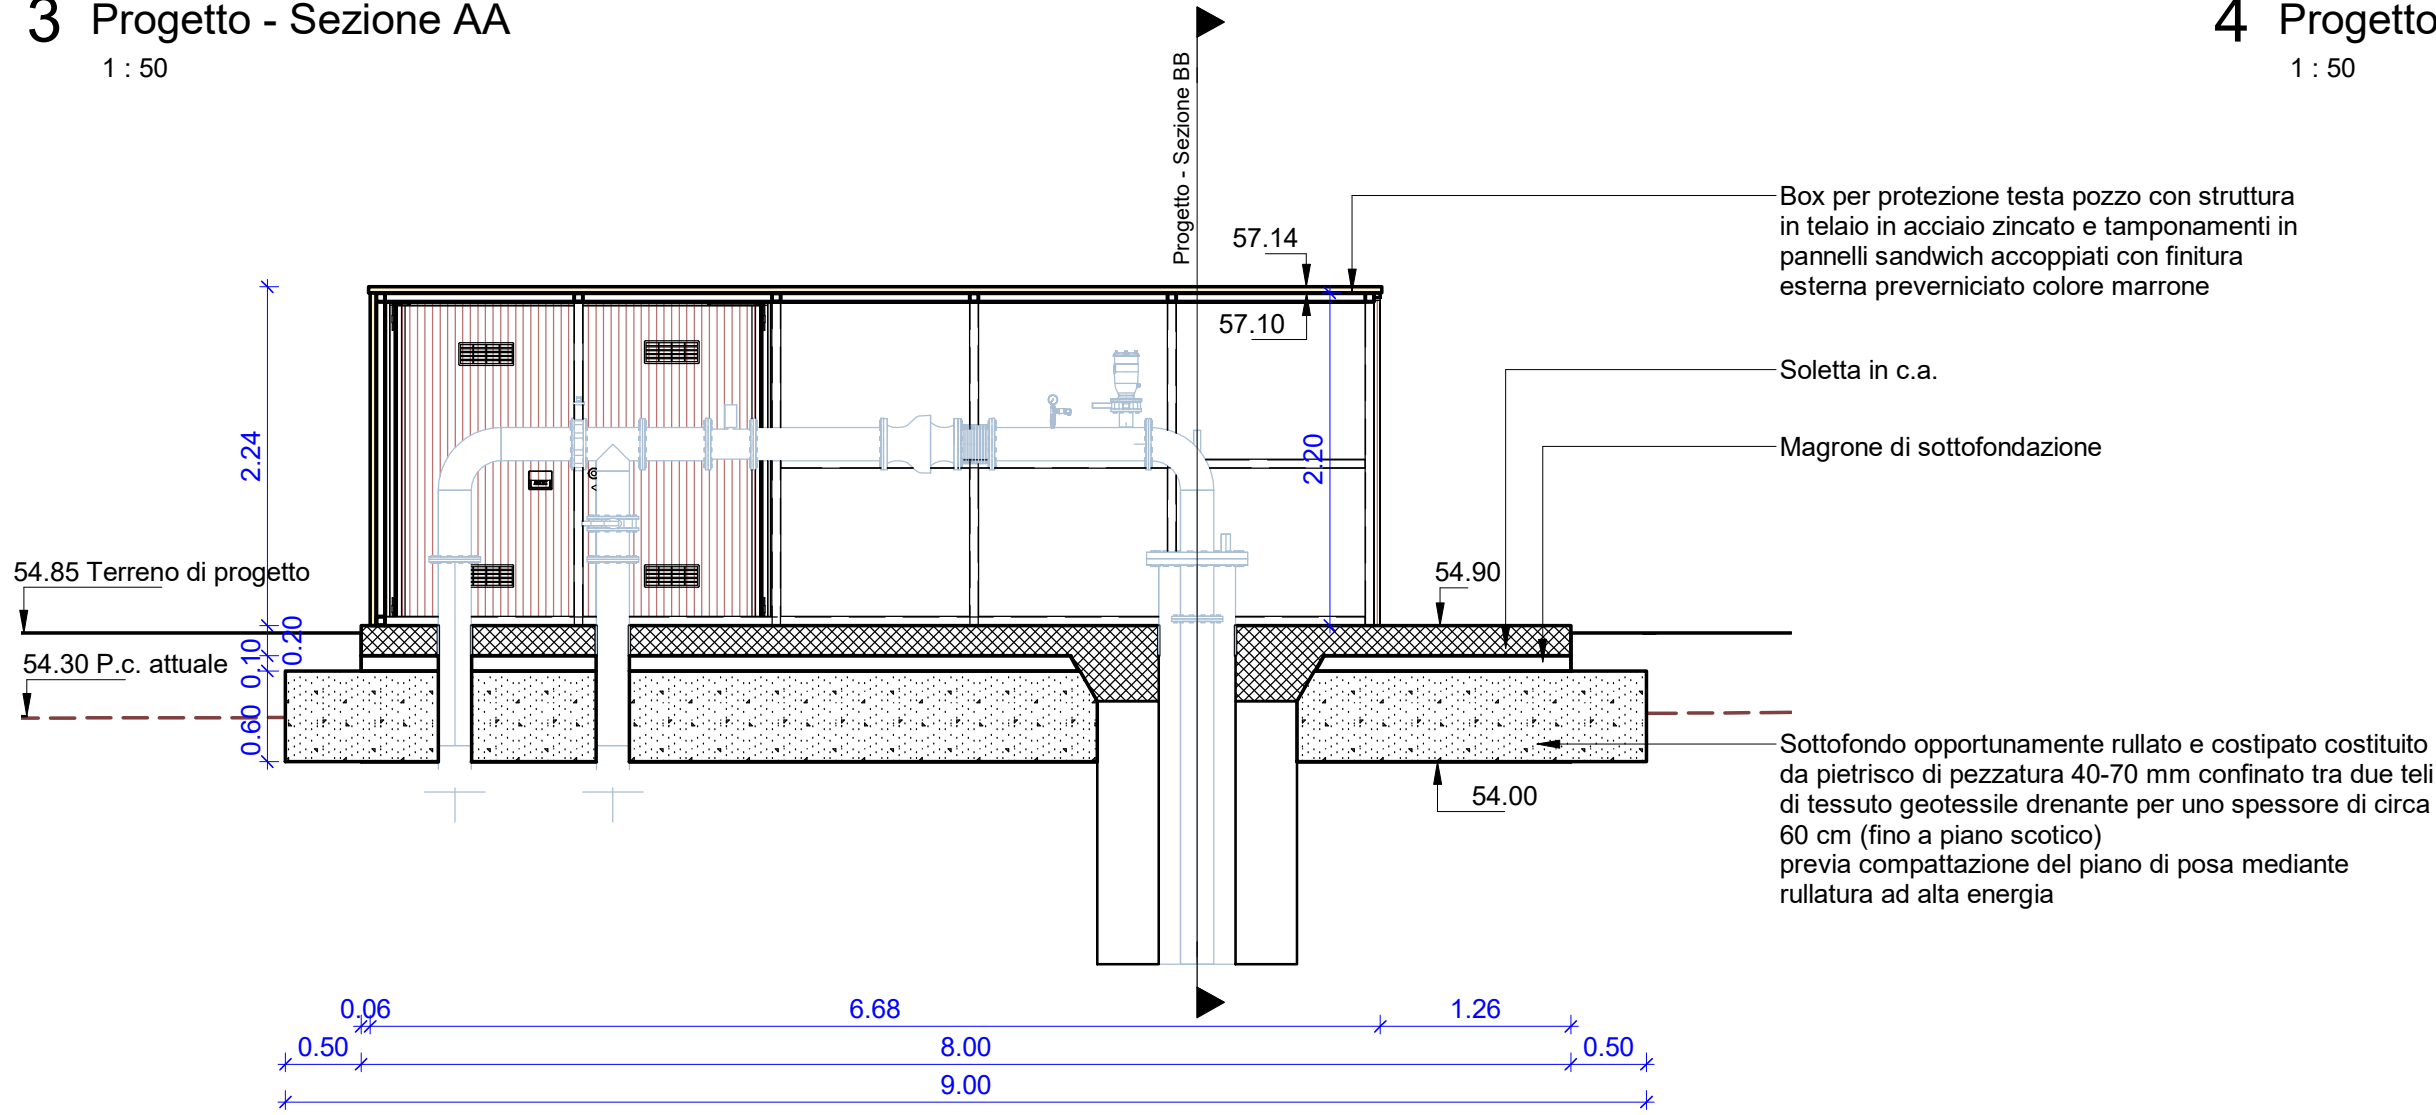 3 Progetto - Sezione AA
1 : 50
4 Progetto
1 : 50
Progetto - Sezione BB
Box per protezione testa pozzo con struttura
in telaio in acciaio zincato e tamponamenti in
pannelli sandwich accoppiati con finitura
esterna preverniciato colore marrone
57.14
57.10
Soletta in c.a.
Magrone di sottofondazione
2.24
2.20
54.85 Terreno di progetto
54.90
0.20
0.10
54.30 P.c. attuale
0.60
Sottofondo opportunamente rullato e costipato costituito
da pietrisco di pezzatura 40-70 mm confinato tra due teli
di tessuto geotessile drenante per uno spessore di circa
60 cm (fino a piano scotico)
previa compattazione del piano di posa mediante
rullatura ad alta energia
54.00
0.06
6.68
1.26
0.50
8.00
0.50
9.00